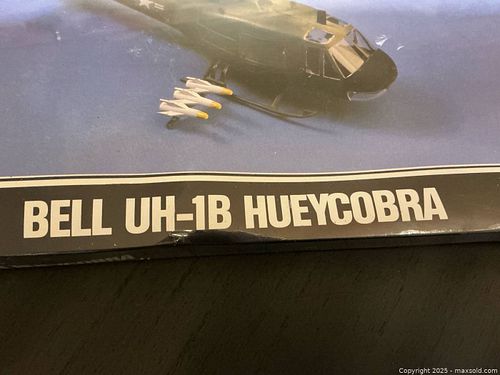 BELL UH-1B HUEYCOBRA
Copyright 2025 - maxsold.com